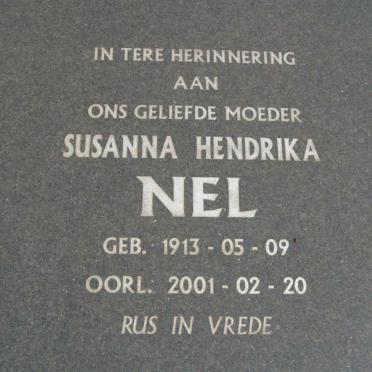 IN TERE HERINNERING
AAN
ONS GELIEFDE MOEDER
SUSANNA HENDRIKA
NEL
GEB. 1913 - 05 - 09
OORL. 2001 - 02 - 20
RUS IN VREDE